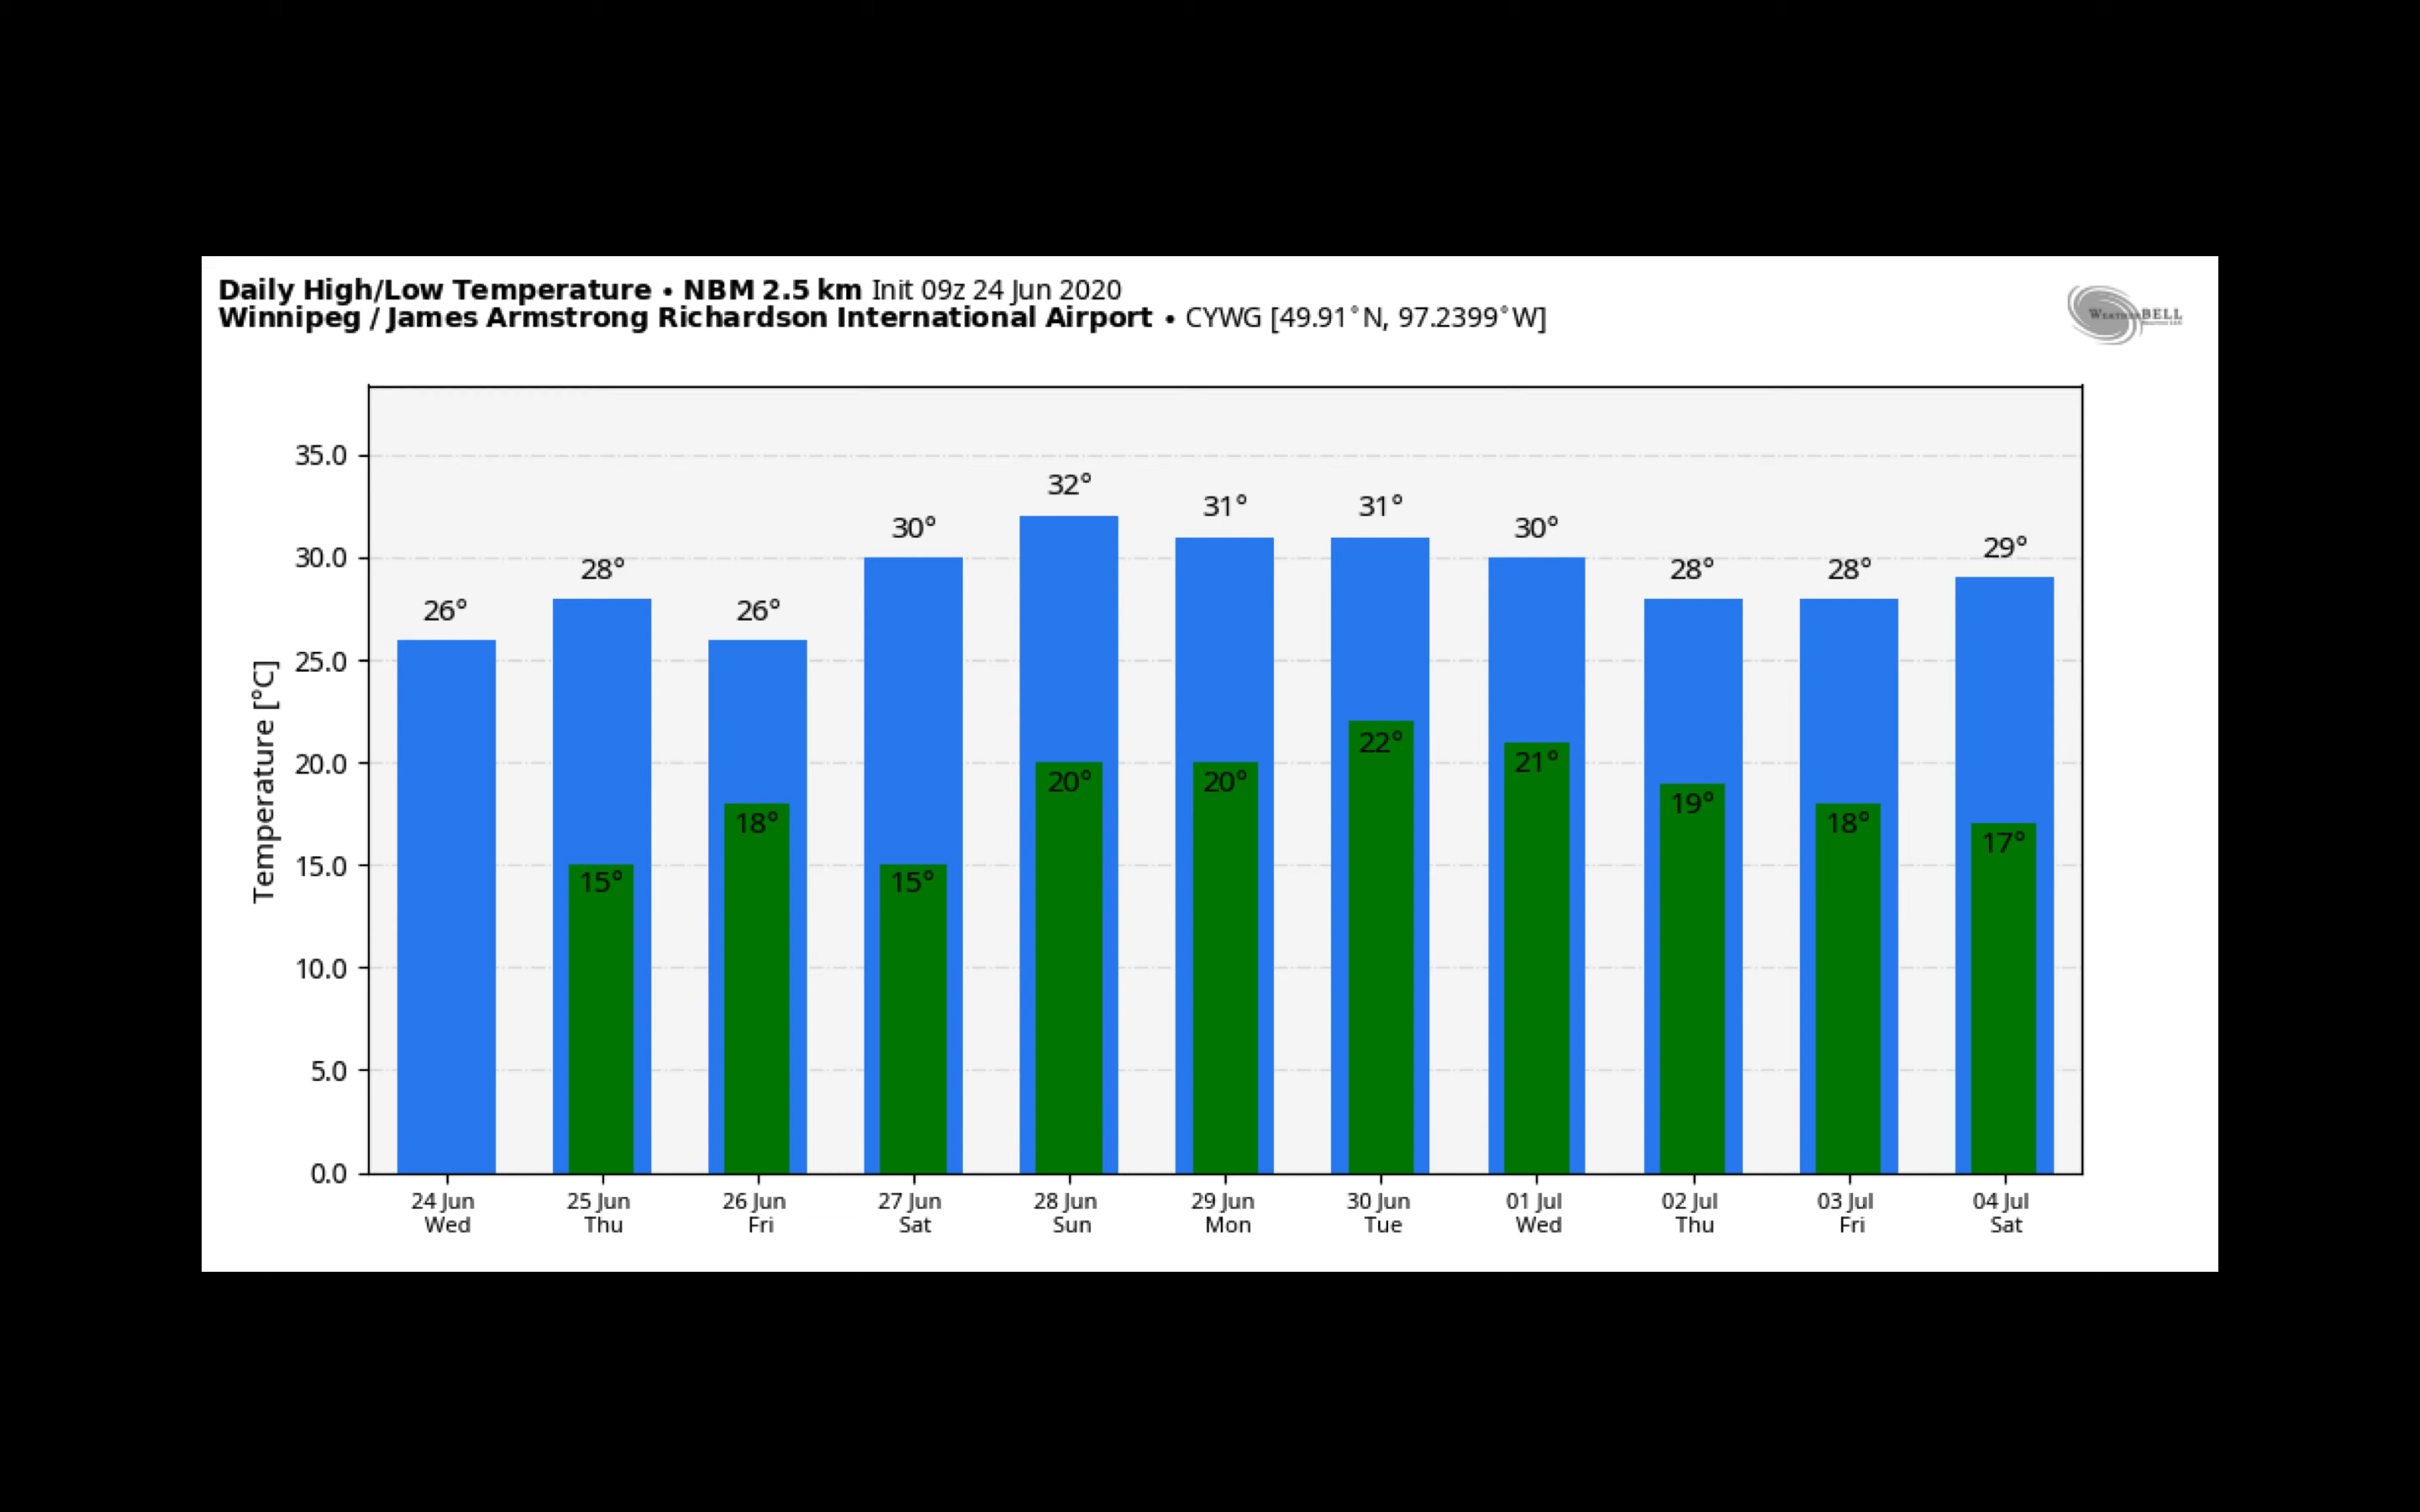 Daily High/Low Temperature • NBM 2.5 km Init 09z 24 Jun 2020
Winnipeg / James Armstrong Richardson International Airport • CYWG [49.91°N, 97.2399°W]
WEATHERBELL
Temperature [°C]
35.0
30.0
25.0
20.0
15.0
10.0
5.0
0.0
26° 28° 26° 30° 32° 31° 31° 30° 28° 28° 29°
15° 18° 15° 20° 20° 22° 21° 19° 18° 17°
24 Jun 25 Jun 26 Jun 27 Jun 28 Jun 29 Jun 30 Jun 01 Jul 02 Jul 03 Jul 04 Jul
Wed Thu Fri Sat Sun Mon Tue Wed Thu Fri Sat